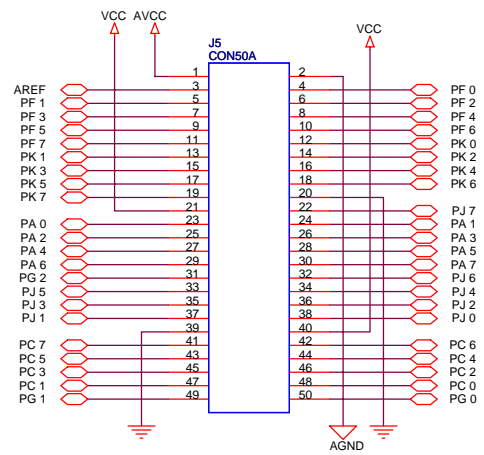 VCC AVCC
VCC
J5
CON50A
1 2
AREF 3 4 PF 0
PF 1 5 6 PF 2
PF 3 7 8 PF 4
PF 5 9 10 PF 6
PF 7 11 12 PK 0
PK 1 13 14 PK 2
PK 3 15 16 PK 4
PK 5 17 18 PK 6
PK 7 19 20
21 22 PJ 7
PA 0 23 24 PA 1
PA 2 25 26 PA 3
PA 4 27 28 PA 5
PA 6 29 30 PA 7
PG 2 31 32 PJ 6
PJ 5 33 34 PJ 4
PJ 3 35 36 PJ 2
PJ 1 37 38 PJ 0
39 40
PC 7 41 42 PC 6
PC 5 43 44 PC 4
PC 3 45 46 PC 2
PC 1 47 48 PC 0
PG 1 49 50 PG 0
AGND